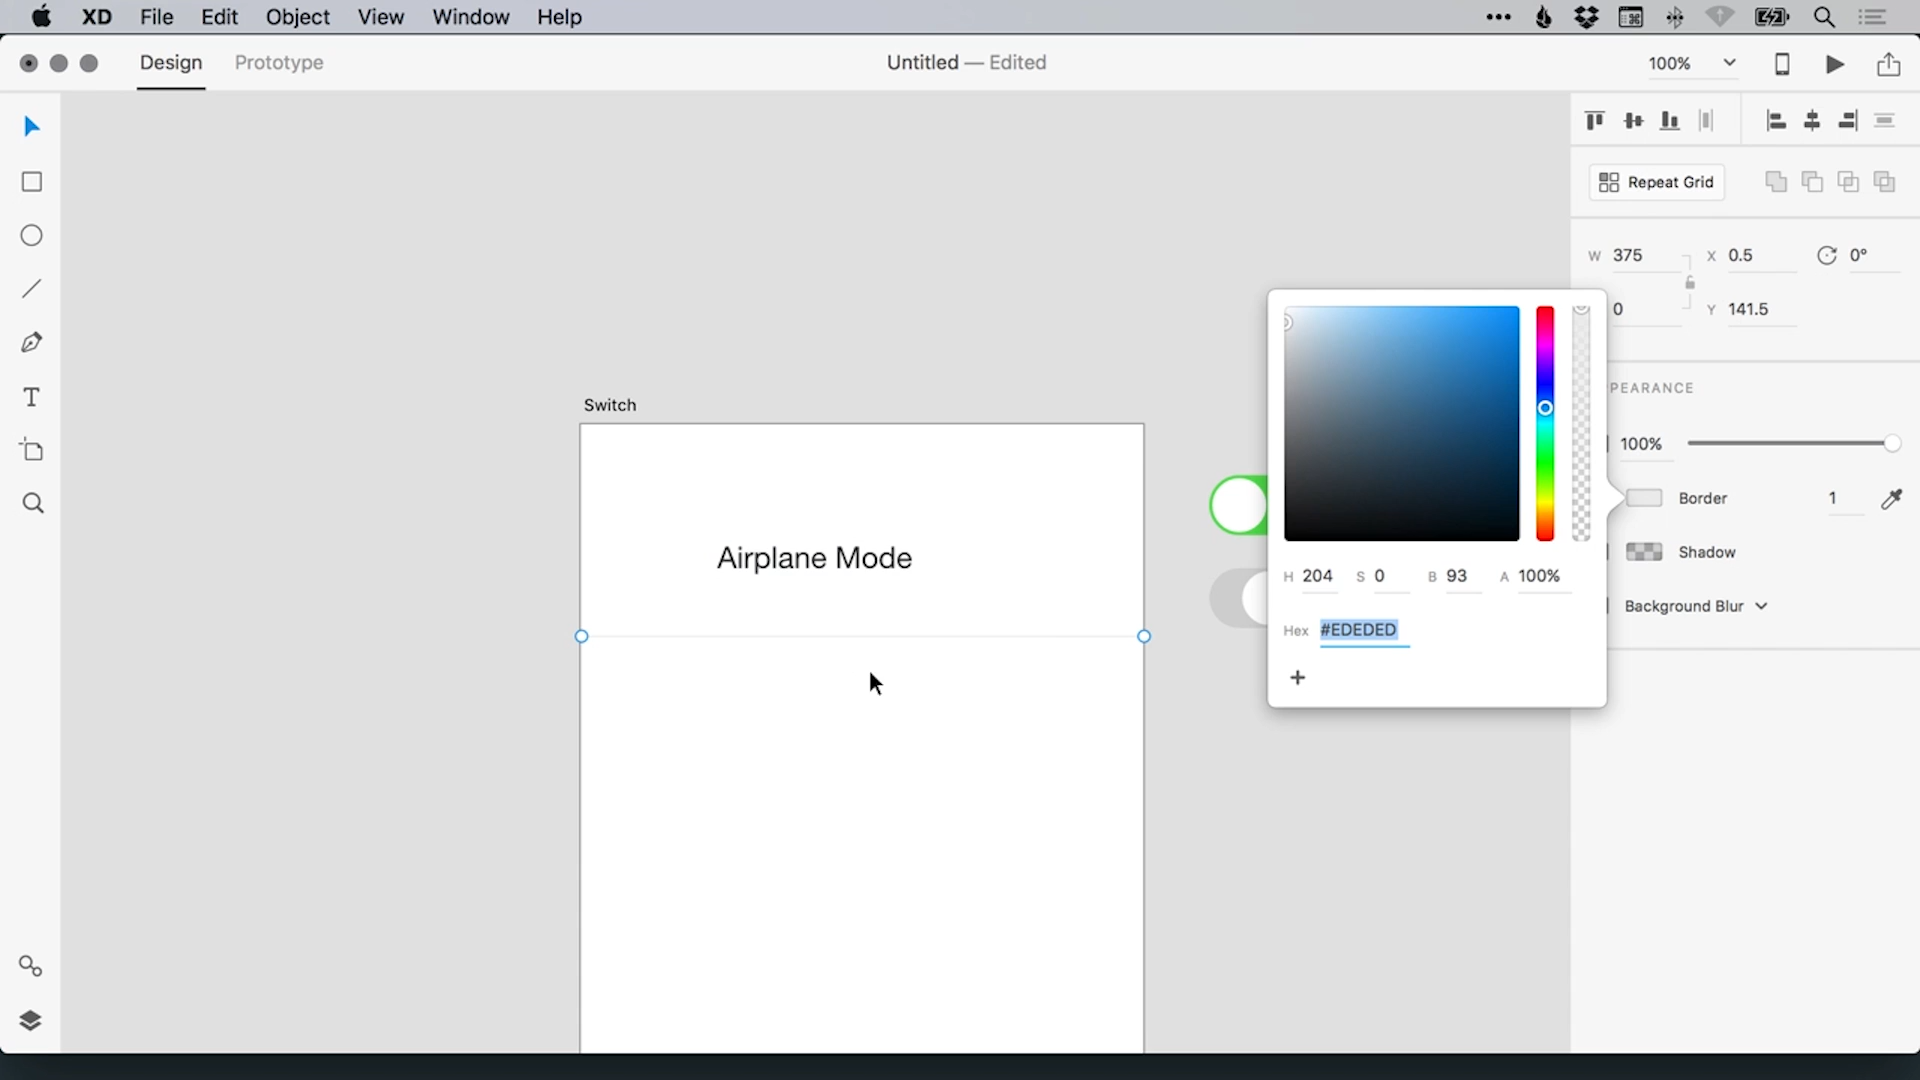 XD File Edit Object View Window Help
Design Prototype Untitled — Edited 100%
Repeat Grid
W 375 X 0.5 0°
0 Y 141.5
PEARANCE
100%
Border 1
Shadow
Background Blur
Switch
Airplane Mode
H 204 S 0 B 93 A 100%
Hex #EDEDED